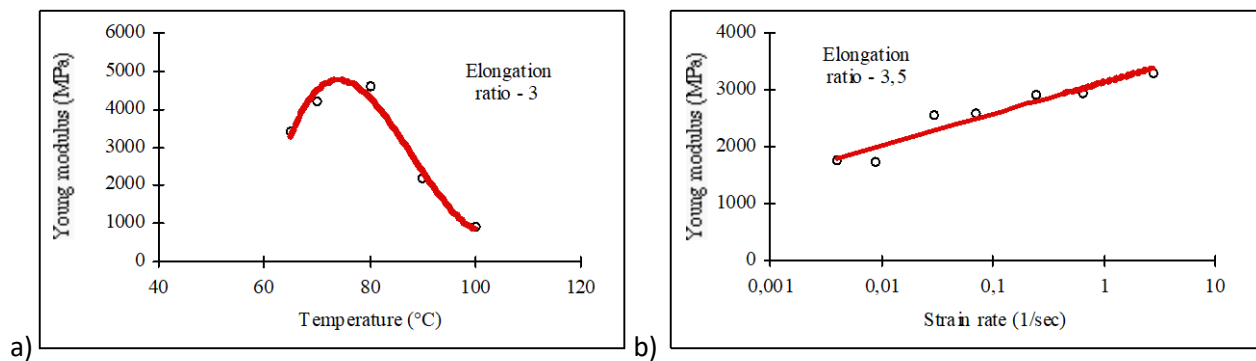 6000
5000
4000
3000
2000
1000
0
Young modulus (MPa)
Elongation
ratio - 3
40 60 80 100 120
Temperature (°C)
a)
4000
3000
2000
1000
0
Young modulus (MPa)
Elongation
ratio - 3,5
0,001 0,01 0,1 1 10
Strain rate (1/sec)
b)